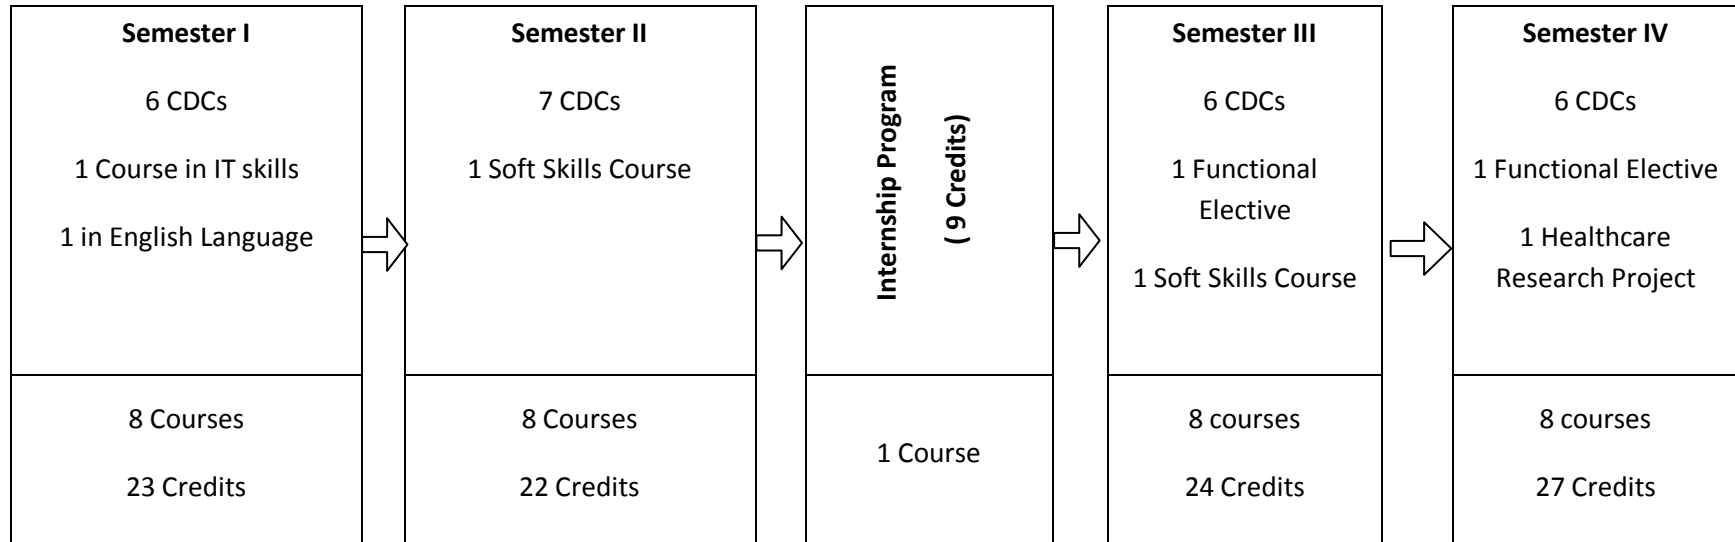 Semester I
6 CDCs
1 Course in IT skills
1 in English Language
8 Courses
23 Credits
Semester II
7 CDCs
1 Soft Skills Course
8 Courses
22 Credits
Internship Program
( 9 Credits)
1 Course
Semester III
6 CDCs
1 Functional
Elective
1 Soft Skills Course
8 courses
24 Credits
Semester IV
6 CDCs
1 Functional Elective
1 Healthcare
Research Project
8 courses
27 Credits